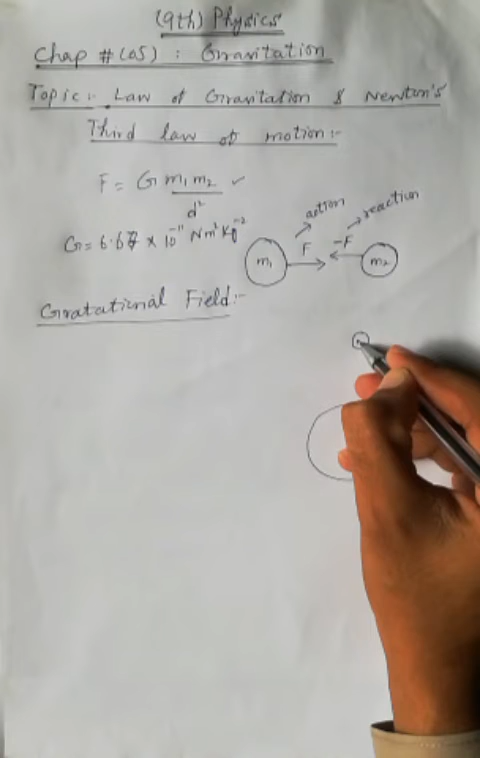 (9th) Physics
Chap # (05) : Gravitation
Topic:- Law of Gravitation & Newton's
Third law of motion:-
F = G m₁ m₂ / d²
G = 6.67 × 10⁻¹¹ Nm² Kg⁻²
action
reaction
F
-F
m₁
m₂
Gratational Field:-